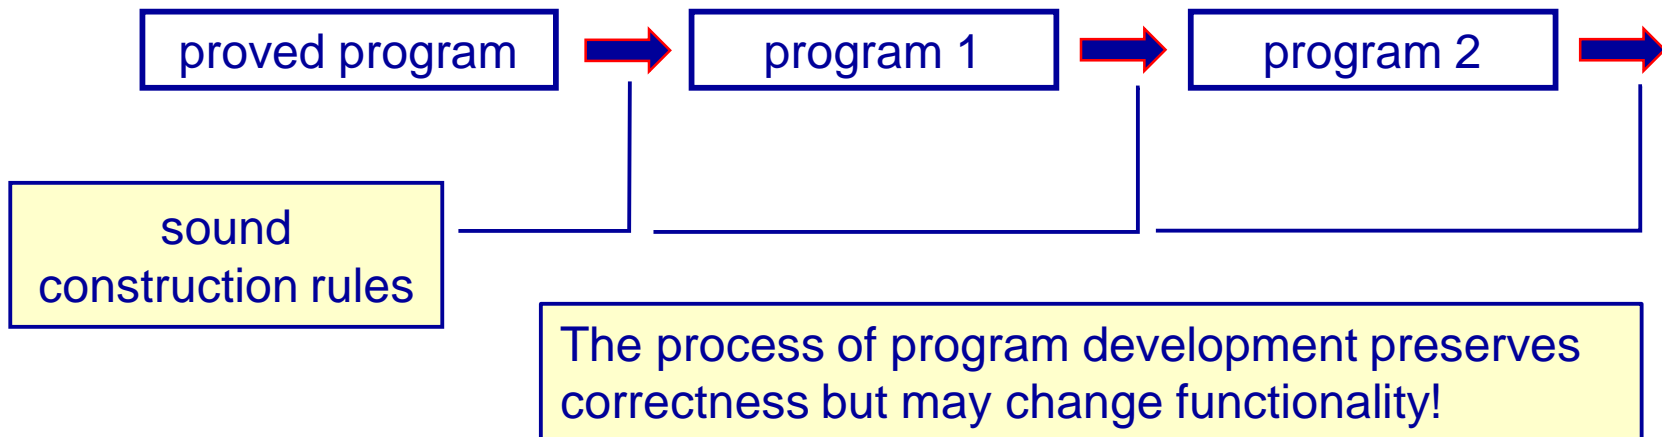 proved program
program 1
program 2
sound
construction rules
The process of program development preserves
correctness but may change functionality!